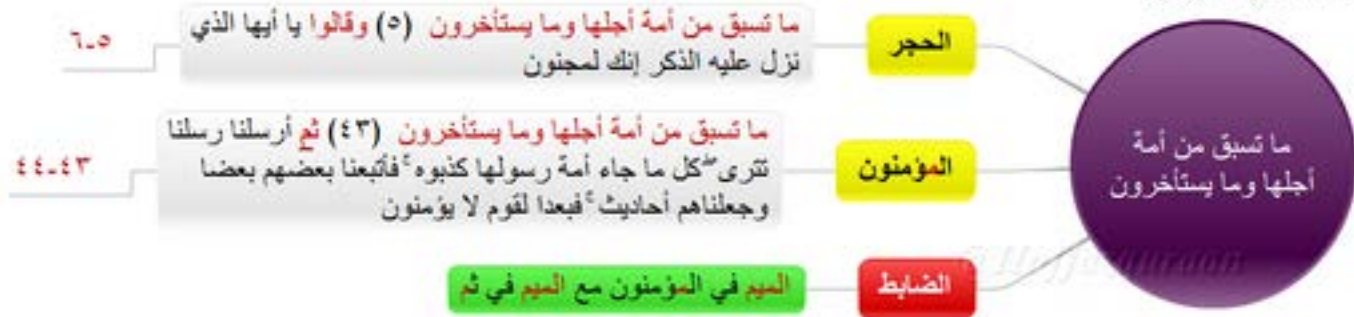 ما تسبق من أمة
أجلها وما يستأخرون
الحجر
ما تسبق من أمة أجلها وما يستأخرون (٥) وقالوا يا أيها الذي
نزل عليه الذكر إنك لمجنون
٥-٦
المؤمنون
ما تسبق من أمة أجلها وما يستأخرون (٤٣) ثم أرسلنا رسلنا
تترى ۖ كل ما جاء أمة رسولها كذبوه ۚ فأتبعنا بعضهم بعضا
وجعلناهم أحاديث ۚ فبعدا لقوم لا يؤمنون
٤٣-٤٤
الضابط
الميم في المؤمنون مع الميم في ثم